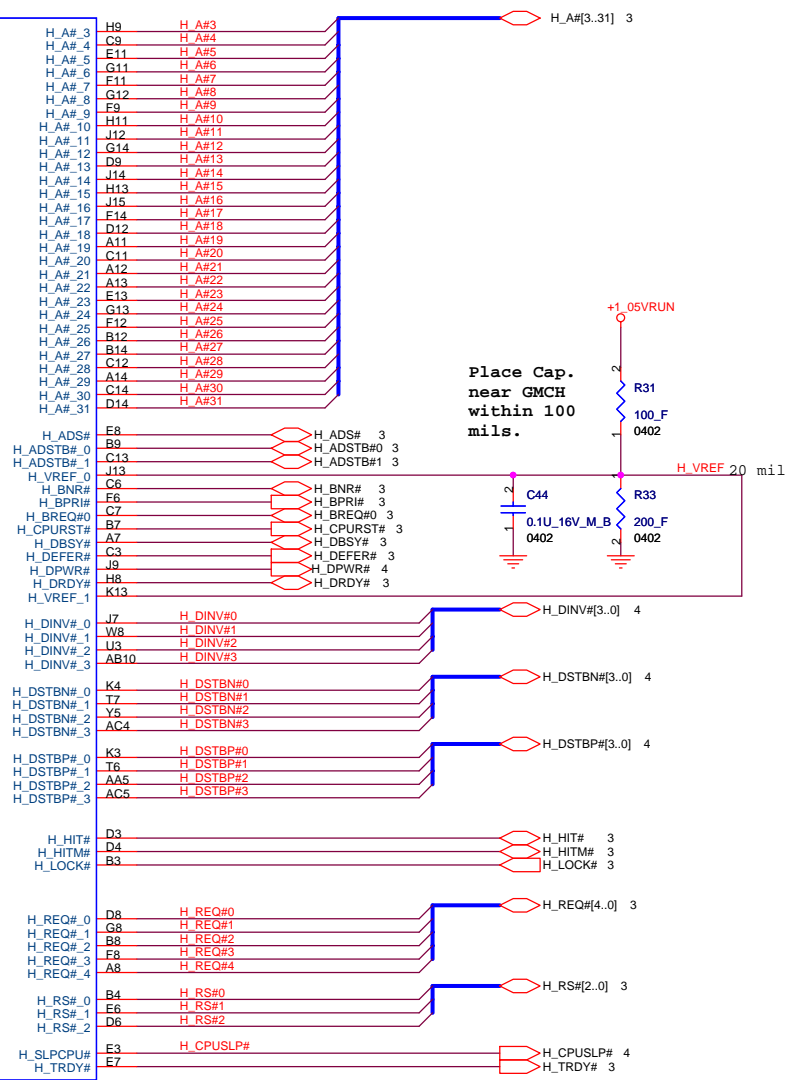 H_A#_3 H9 H_A#3 H_A#[3..31] 3
H_A#_4 C9 H_A#4
H_A#_5 E11 H_A#5
H_A#_6 G11 H_A#6
H_A#_7 F11 H_A#7
H_A#_8 G12 H_A#8
H_A#_9 F9 H_A#9
H_A#_10 H11 H_A#10
H_A#_11 J12 H_A#11
H_A#_12 G14 H_A#12
H_A#_13 D9 H_A#13
H_A#_14 J14 H_A#14
H_A#_15 H13 H_A#15
H_A#_16 J15 H_A#16
H_A#_17 F14 H_A#17
H_A#_18 D12 H_A#18
H_A#_19 A11 H_A#19
H_A#_20 C11 H_A#20
H_A#_21 A12 H_A#21
H_A#_22 A13 H_A#22
H_A#_23 E13 H_A#23
H_A#_24 G13 H_A#24
H_A#_25 F12 H_A#25
H_A#_26 B12 H_A#26
H_A#_27 B14 H_A#27
H_A#_28 C12 H_A#28
H_A#_29 A14 H_A#29
H_A#_30 C14 H_A#30
H_A#_31 D14 H_A#31
+1_05VRUN
Place Cap.
near GMCH
within 100
mils.
2
R31
100_F
1 0402
H_ADS# E8 H_ADS# 3
H_ADSTB#_0 B9 H_ADSTB#0 3
H_ADSTB#_1 C13 H_ADSTB#1 3
H_VREF_0 J13 H_VREF 20 mil
H_BNR# C6 H_BNR# 3
H_BPRI# F6 H_BPRI# 3
H_BREQ#0 C7 H_BREQ#0 3
H_CPURST# B7 H_CPURST# 3
H_DBSY# A7 H_DBSY# 3
H_DEFER# C3 H_DEFER# 3
H_DPWR# J9 H_DPWR# 4
H_DRDY# H8 H_DRDY# 3
H_VREF_1 K13
2 C44
1 0.1U_16V_M_B
0402
1 R33
200_F
2 0402
H_DINV#_0 J7 H_DINV#0 H_DINV#[3..0] 4
H_DINV#_1 W8 H_DINV#1
H_DINV#_2 U3 H_DINV#2
H_DINV#_3 AB10 H_DINV#3
H_DSTBN#_0 K4 H_DSTBN#0 H_DSTBN#[3..0] 4
H_DSTBN#_1 T7 H_DSTBN#1
H_DSTBN#_2 Y5 H_DSTBN#2
H_DSTBN#_3 AC4 H_DSTBN#3
H_DSTBP#_0 K3 H_DSTBP#0 H_DSTBP#[3..0] 4
H_DSTBP#_1 T6 H_DSTBP#1
H_DSTBP#_2 AA5 H_DSTBP#2
H_DSTBP#_3 AC5 H_DSTBP#3
H_HIT# D3 H_HIT# 3
H_HITM# D4 H_HITM# 3
H_LOCK# B3 H_LOCK# 3
H_REQ#_0 D8 H_REQ#0 H_REQ#[4..0] 3
H_REQ#_1 G8 H_REQ#1
H_REQ#_2 B8 H_REQ#2
H_REQ#_3 F8 H_REQ#3
H_REQ#_4 A8 H_REQ#4
H_RS#_0 B4 H_RS#0 H_RS#[2..0] 3
H_RS#_1 E6 H_RS#1
H_RS#_2 D6 H_RS#2
H_SLPCPU# E3 H_CPUSLP# H_CPUSLP# 4
H_TRDY# E7 H_TRDY# 3